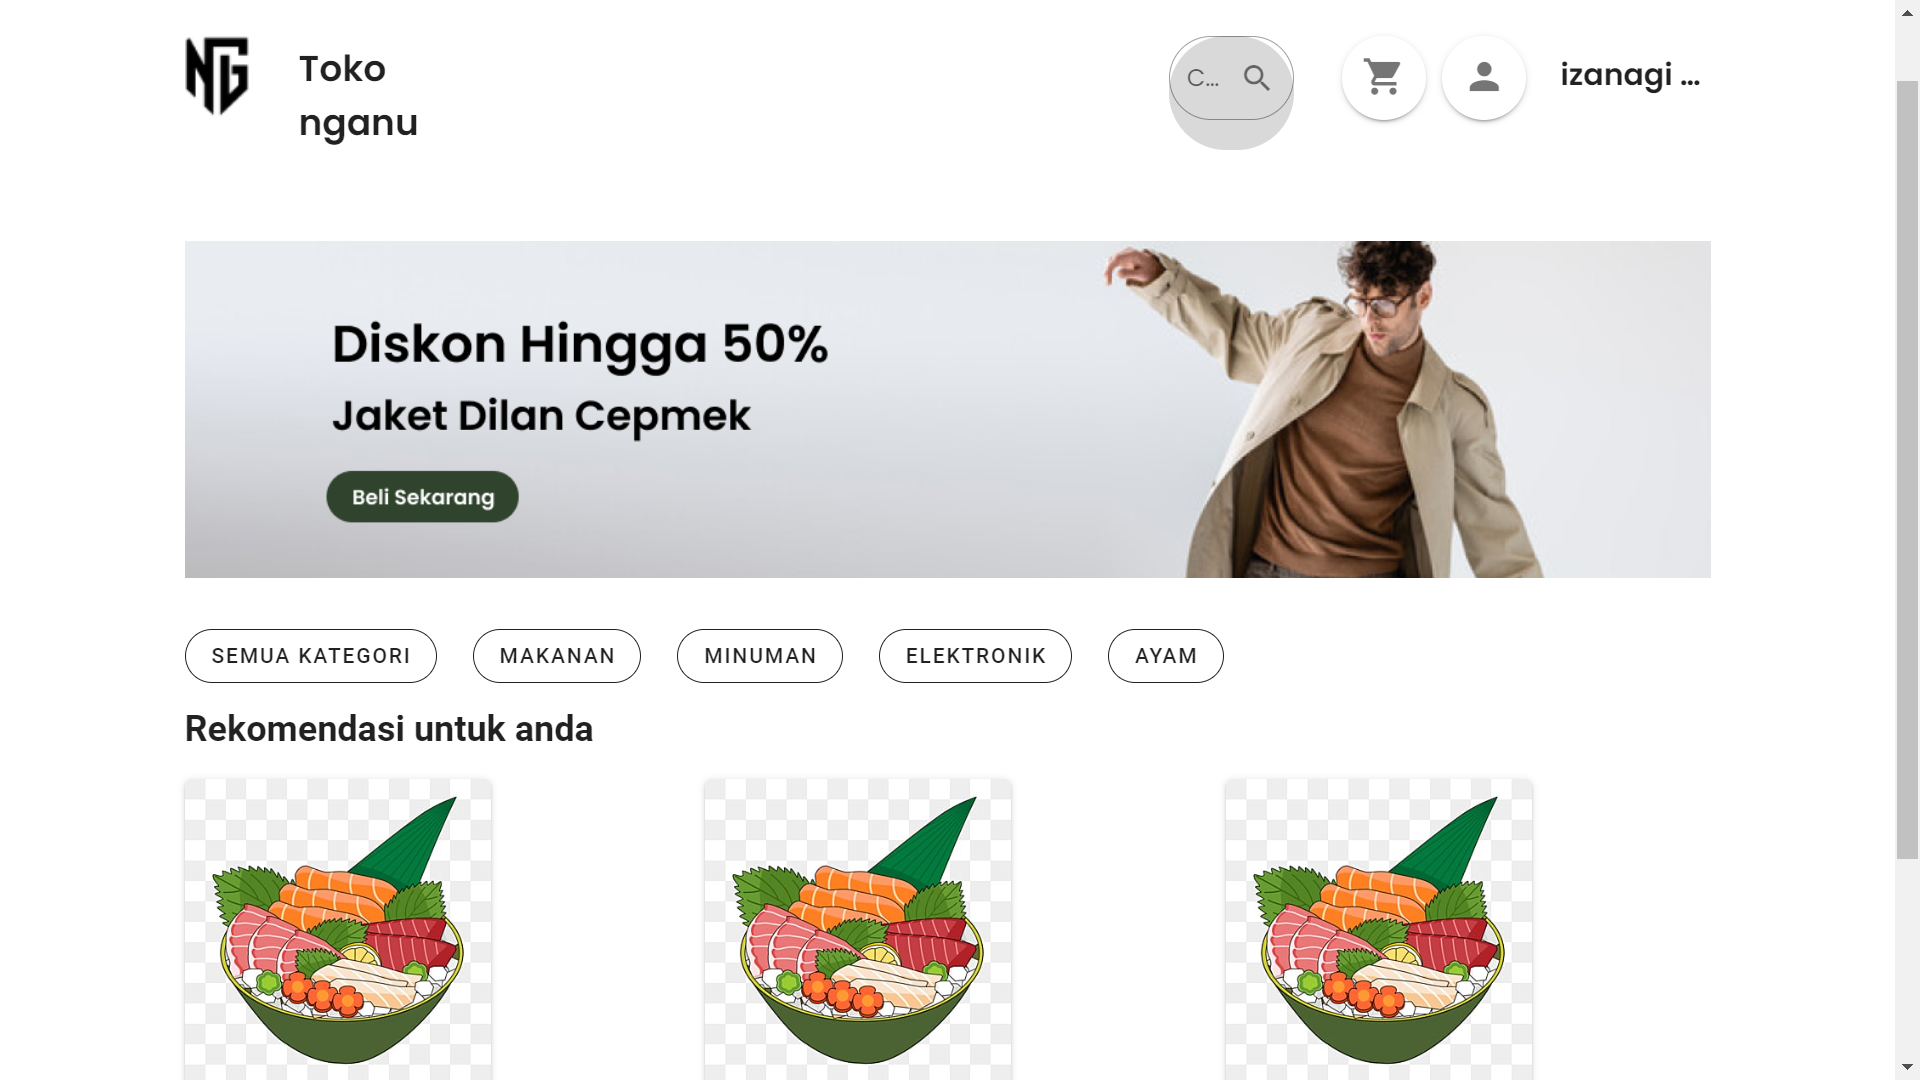 NG
Toko
nganu
C...
izanagi ...
Diskon Hingga 50%
Jaket Dilan Cepmek
Beli Sekarang
SEMUA KATEGORI
MAKANAN
MINUMAN
ELEKTRONIK
AYAM
Rekomendasi untuk anda